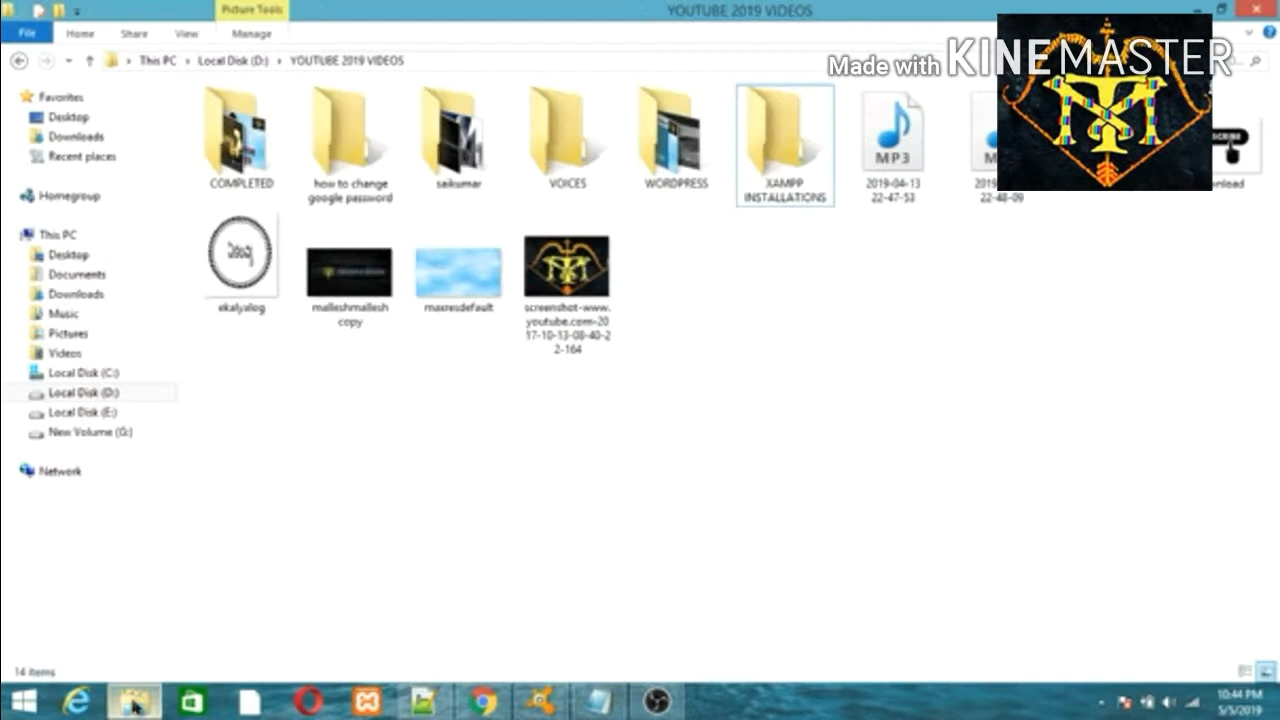 Picture Tools
YOUTUBE 2019 VIDEOS
File
Home
Share
View
Manage
This PC
Local Disk (D:)
YOUTUBE 2019 VIDEOS
Made with KINEMASTER
Favorites
Desktop
Downloads
Recent places
Homegroup
This PC
Desktop
Documents
Downloads
Music
Pictures
Videos
Local Disk (C:)
Local Disk (D:)
Local Disk (E:)
New Volume (G:)
Network
COMPLETED
how to change
google password
saikumar
VOICES
WORDPRESS
XAMPP
INSTALLATIONS
MP3
2019-04-13
22-47-53
22-48-09
ekalyalog
malleshmallesh
copy
maxresdefault
screenshot-www.
youtube.com-20
17-10-13-08-40-2
2-164
14 items
10:44 PM
5/5/2019